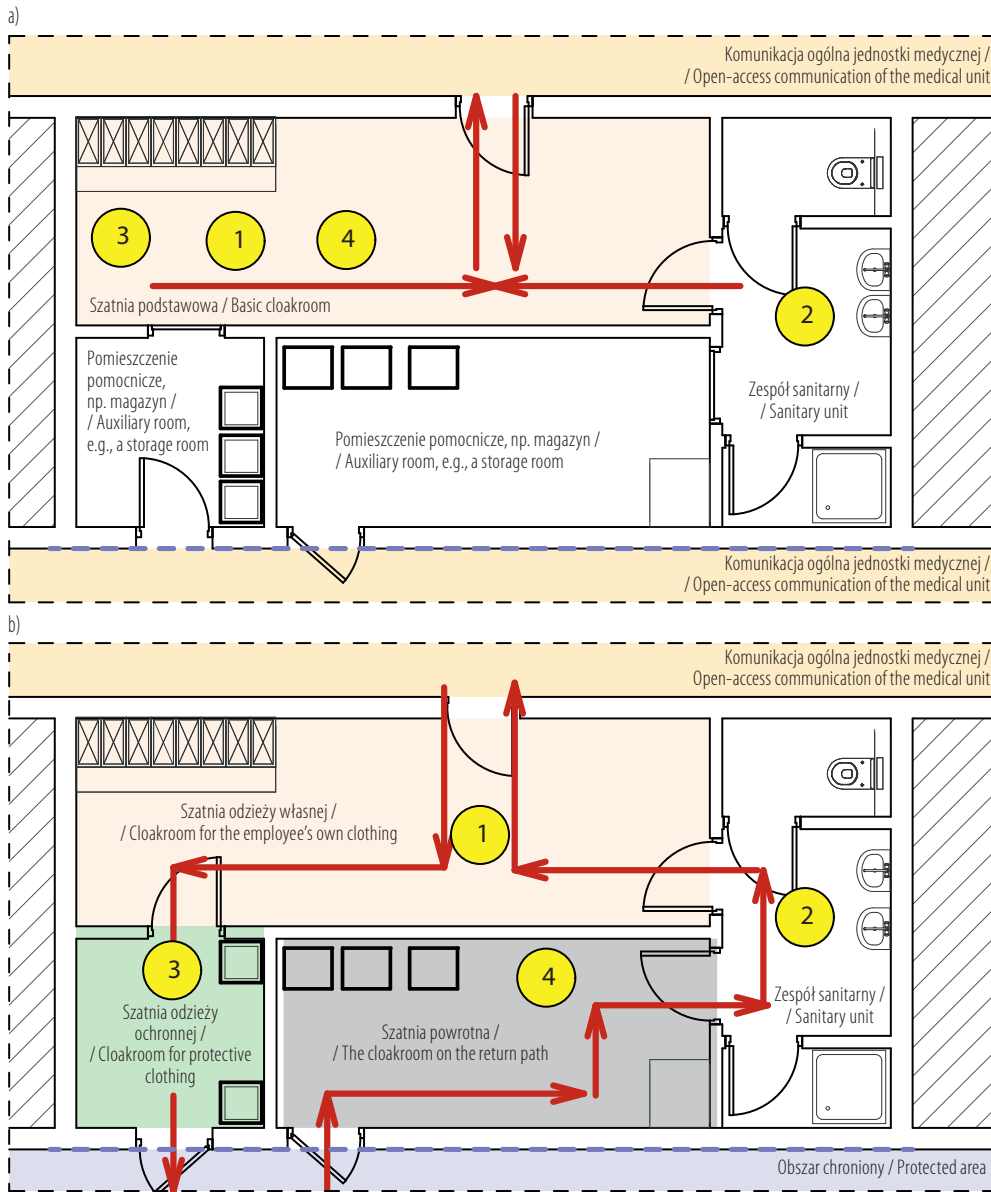 a)
Komunikacja ogólna jednostki medycznej /
/ Open-access communication of the medical unit
3
1
4
2
Szatnia podstawowa / Basic cloakroom
Pomieszczenie
pomocnicze,
np. magazyn /
/ Auxiliary room,
e.g., a storage room
Pomieszczenie pomocnicze, np. magazyn /
/ Auxiliary room, e.g., a storage room
Zespół sanitarny /
/ Sanitary unit
Komunikacja ogólna jednostki medycznej /
/ Open-access communication of the medical unit
b)
Komunikacja ogólna jednostki medycznej /
/ Open-access communication of the medical unit
Szatnia odzieży własnej /
/ Cloakroom for the employee's own clothing
1
2
3
4
Szatnia odzieży
ochronnej /
/ Cloakroom for protective
clothing
Szatnia powrotna /
/ The cloakroom on the return path
Zespół sanitarny /
/ Sanitary unit
Obszar chroniony / Protected area